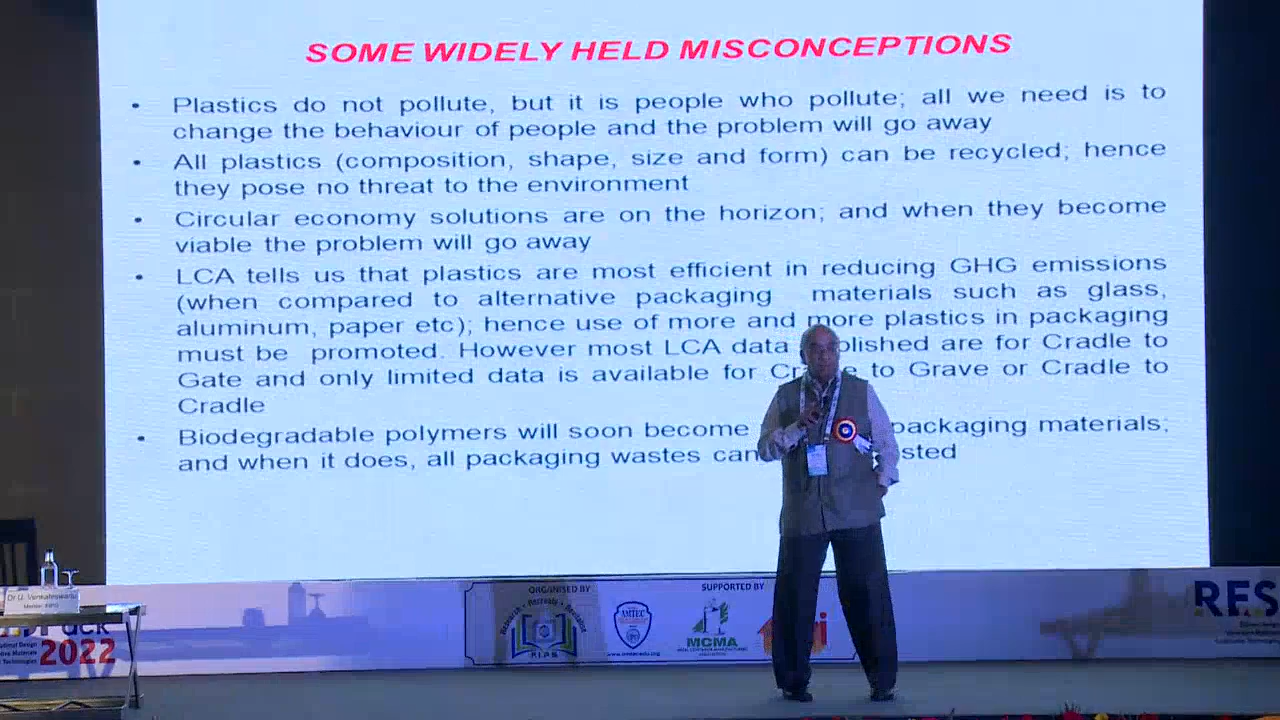 SOME WIDELY HELD MISCONCEPTIONS
• Plastics do not pollute, but it is people who pollute; all we need is to
change the behaviour of people and the problem will go away
• All plastics (composition, shape, size and form) can be recycled; hence
they pose no threat to the environment
• Circular economy solutions are on the horizon; and when they become
viable the problem will go away
• LCA tells us that plastics are most efficient in reducing GHG emissions
(when compared to alternative packaging materials such as glass,
aluminum, paper etc); hence use of more and more plastics in packaging
must be promoted. However most LCA data are for Cradle to
Gate and only limited data is available for to Grave or Cradle to
Cradle
• Biodegradable polymers will soon become packaging materials;
and when it does, all packaging wastes
ORGANISED BY
SUPPORTED BY
Research • Recreate •
AMTEC
MCMA
RES
Dr U.
2022